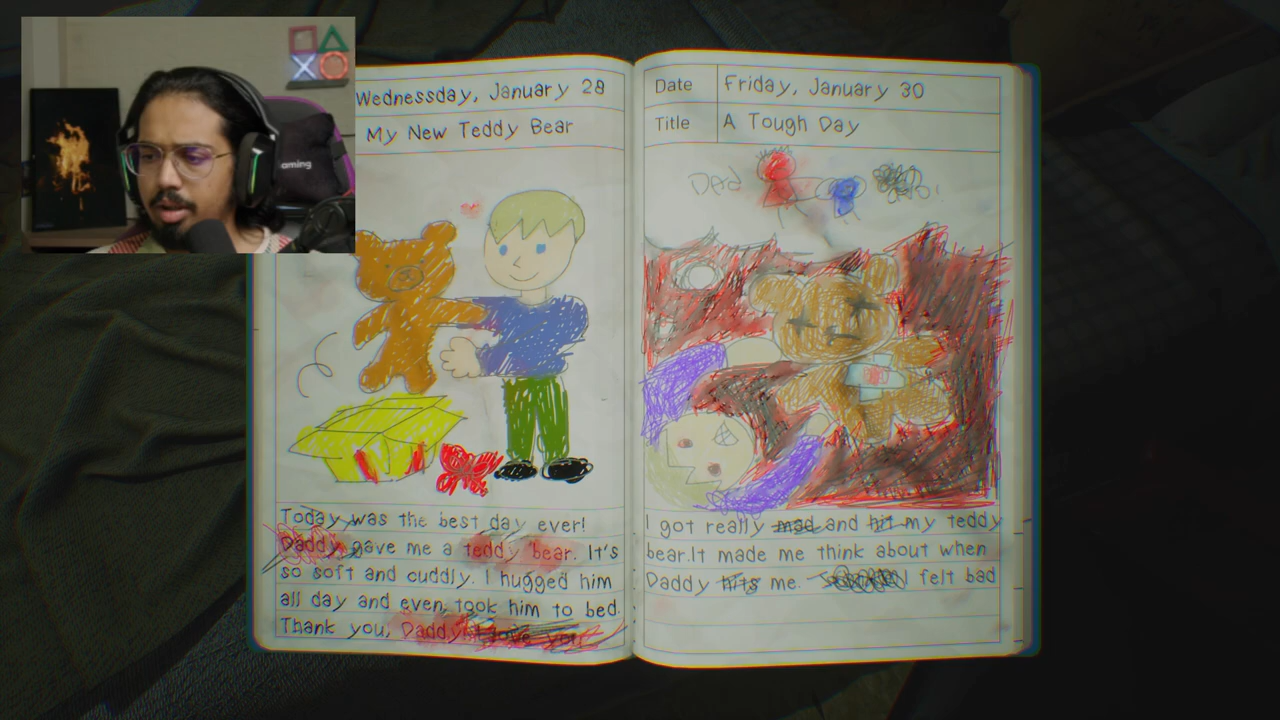 aming
Wednessday, January 28
My New Teddy Bear
Today was the best day ever!
Daddy gave me a teddy bear. It's
so soft and cuddly. I hugged him
all day and even took him to bed.
Thank you, Daddy I love you
Date Friday, January 30
Title A Tough Day
Dad
I got really mad and hit my teddy
bear.It made me think about when
Daddy hits me. I felt bad